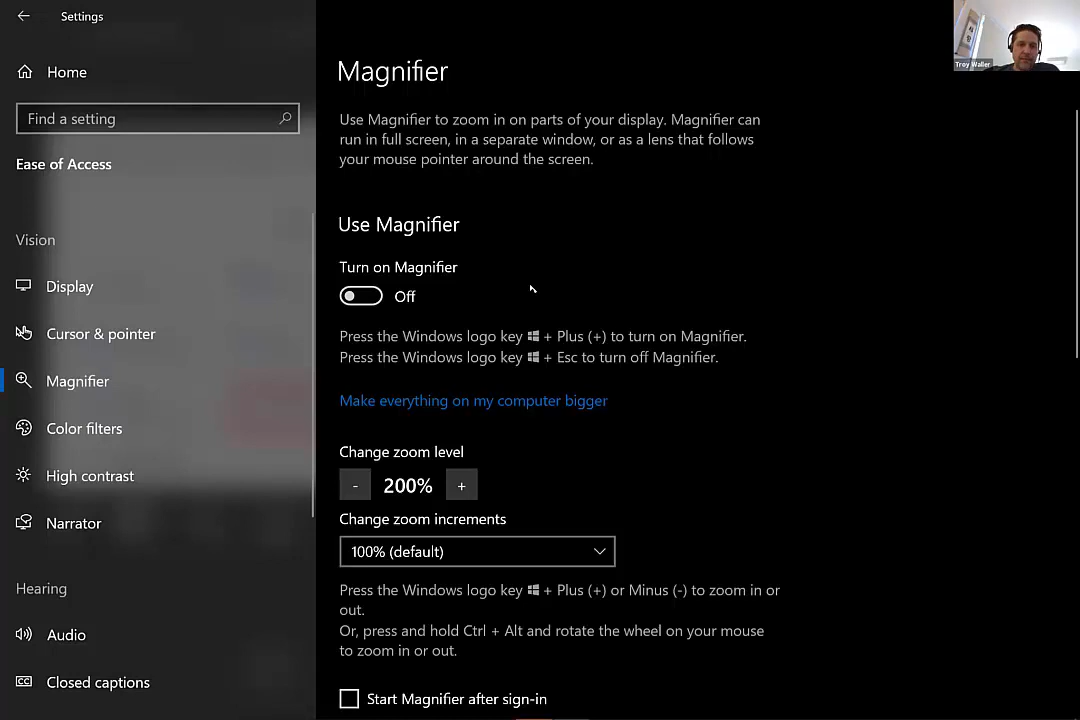 Settings
Home
Find a setting
Ease of Access
Vision
Display
Cursor & pointer
Magnifier
Color filters
High contrast
Narrator
Hearing
Audio
Closed captions
Magnifier
Use Magnifier to zoom in on parts of your display. Magnifier can
run in full screen, in a separate window, or as a lens that follows
your mouse pointer around the screen.
Use Magnifier
Turn on Magnifier
Off
Press the Windows logo key + Plus (+) to turn on Magnifier.
Press the Windows logo key + Esc to turn off Magnifier.
Make everything on my computer bigger
Change zoom level
- 200% +
Change zoom increments
100% (default)
Press the Windows logo key + Plus (+) or Minus (-) to zoom in or
out.
Or, press and hold Ctrl + Alt and rotate the wheel on your mouse
to zoom in or out.
Start Magnifier after sign-in
Troy Waller